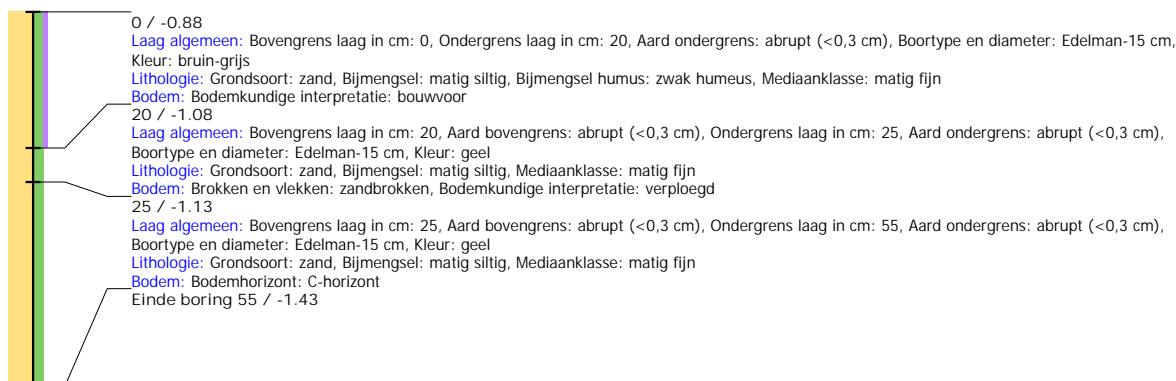 0 / -0.88
Laag algemeen: Bovengrens laag in cm: 0, Ondergrens laag in cm: 20, Aard ondergrens: abrupt (<0,3 cm), Boortype en diameter: Edelman-15 cm,
Kleur: bruin-grijs
Lithologie: Grondsoort: zand, Bijmengsel: matig siltig, Bijmengsel humus: zwak humeus, Mediaanklasse: matig fijn
Bodem: Bodemkundige interpretatie: bouwvoor
20 / -1.08
Laag algemeen: Bovengrens laag in cm: 20, Aard bovengrens: abrupt (<0,3 cm), Ondergrens laag in cm: 25, Aard ondergrens: abrupt (<0,3 cm),
Boortype en diameter: Edelman-15 cm, Kleur: geel
Lithologie: Grondsoort: zand, Bijmengsel: matig siltig, Mediaanklasse: matig fijn
Bodem: Brokken en vlekken: zandbrokken, Bodemkundige interpretatie: verploegd
25 / -1.13
Laag algemeen: Bovengrens laag in cm: 25, Aard bovengrens: abrupt (<0,3 cm), Ondergrens laag in cm: 55, Aard ondergrens: abrupt (<0,3 cm),
Boortype en diameter: Edelman-15 cm, Kleur: geel
Lithologie: Grondsoort: zand, Bijmengsel: matig siltig, Mediaanklasse: matig fijn
Bodem: Bodemhorizont: C-horizont
Einde boring 55 / -1.43